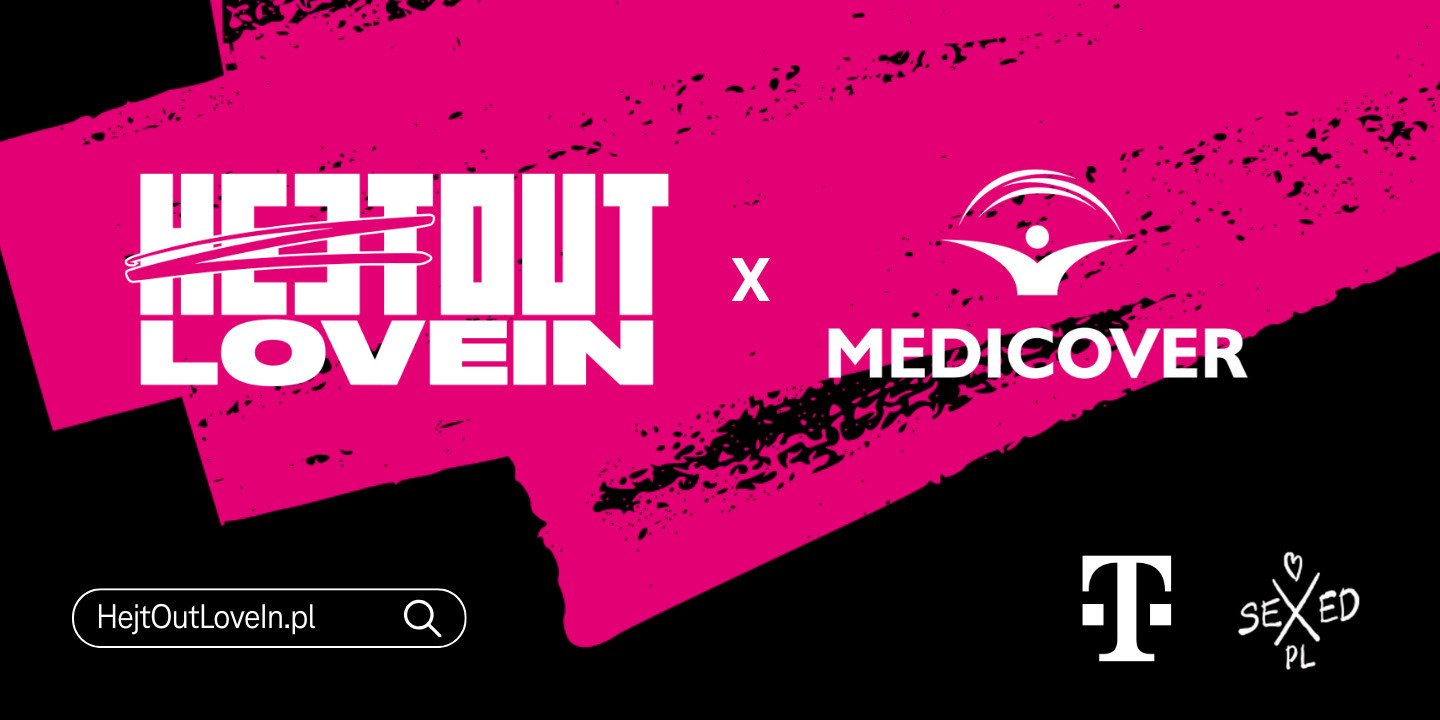 HEJTOUT
LOVEIN
X
MEDICOVER
HejtOutLoveIn.pl
T
SEXED
PL